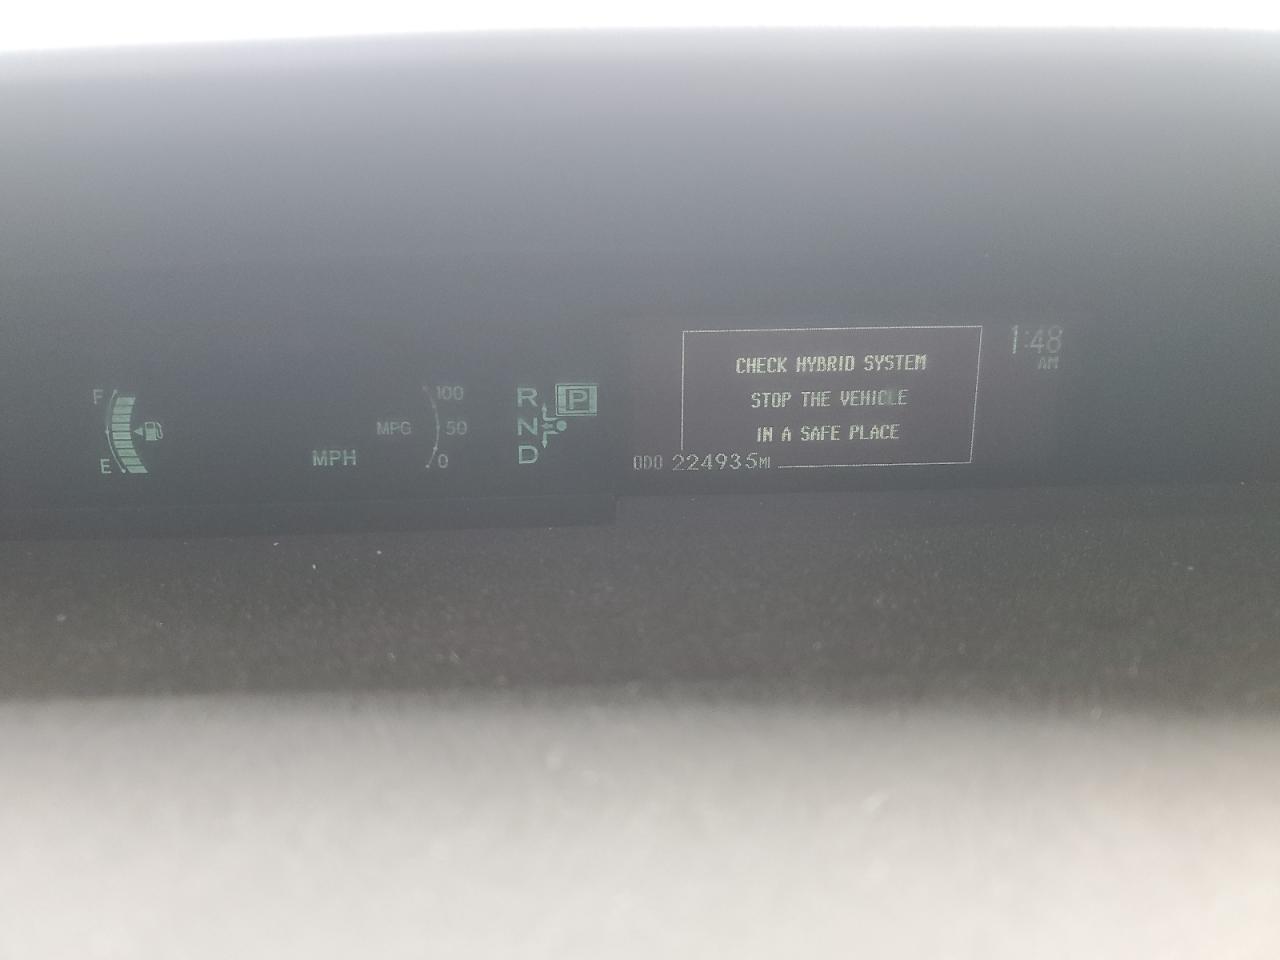 F
E
MPH
MPG
100
50
0
R P
N
D
CHECK HYBRID SYSTEM
STOP THE VEHICLE
IN A SAFE PLACE
ODO 224935MI
1:48
AM